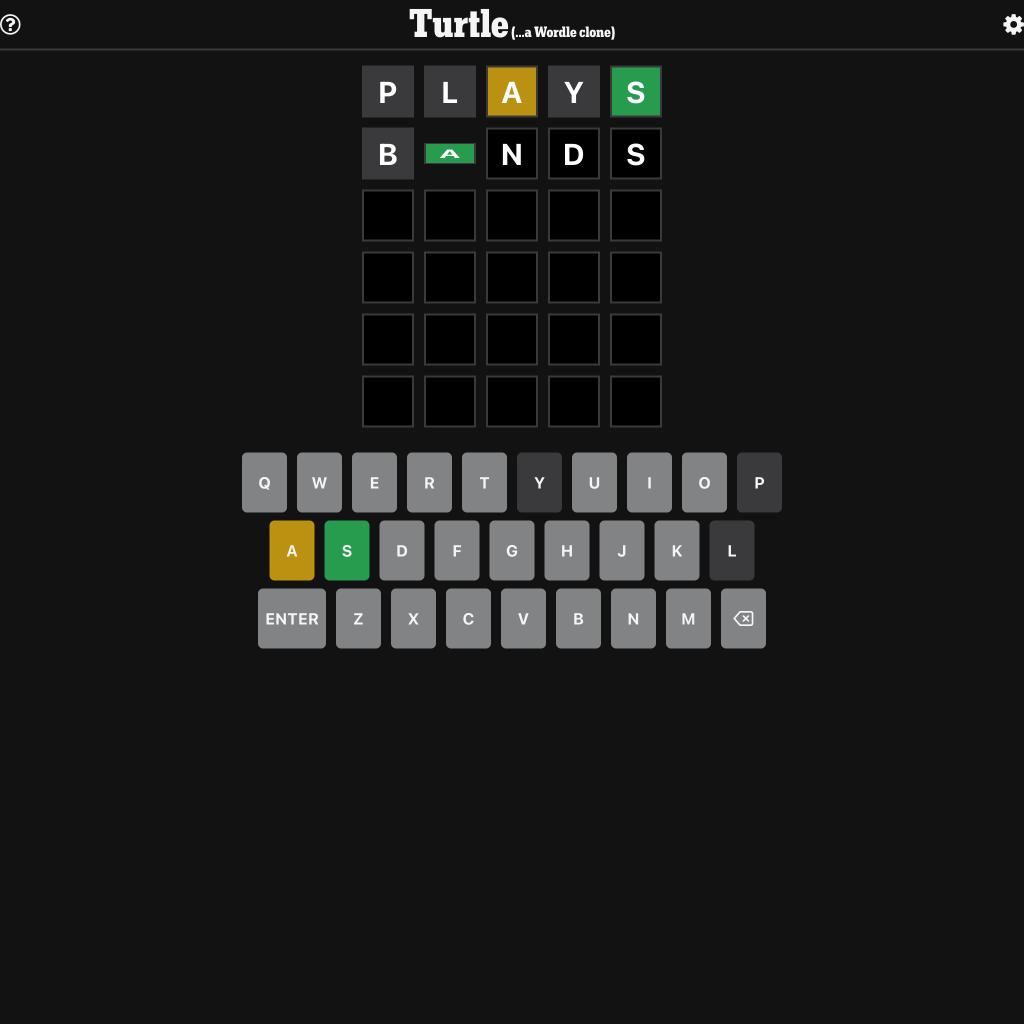 ?
Turtle (...a Wordle clone)
P L A Y S
B A N D S
Q W E R T Y U I O P
A S D F G H J K L
ENTER Z X C V B N M